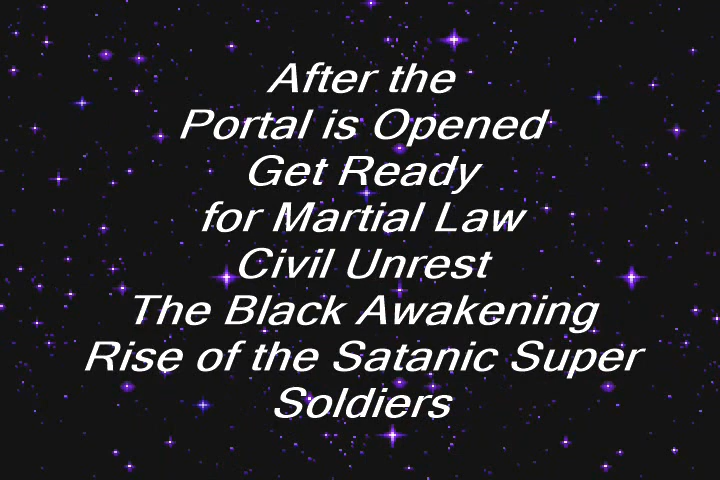 After the
Portal is Opened
Get Ready
for Martial Law
Civil Unrest
The Black Awakening
Rise of the Satanic Super
Soldiers